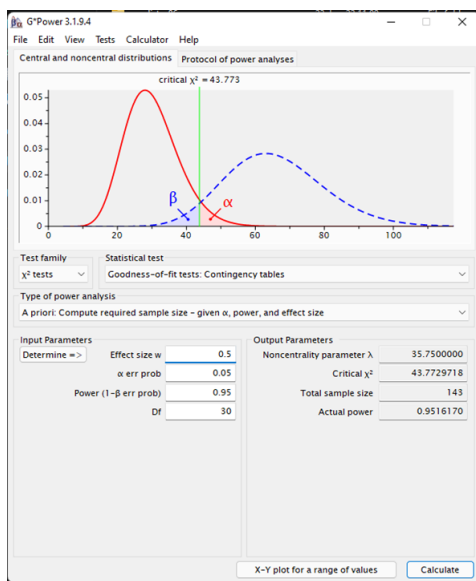 G*Power 3.1.9.4
File Edit View Tests Calculator Help
Central and noncentral distributions Protocol of power analyses
critical χ² = 43.773
0.05
0.04
0.03
0.02
0.01
0
β α
0 20 40 60 80 100
Test family Statistical test
χ² tests Goodness-of-fit tests: Contingency tables
Type of power analysis
A priori: Compute required sample size – given α, power, and effect size
Input Parameters Output Parameters
Determine => Effect size w 0.5 Noncentrality parameter λ 35.7500000
α err prob 0.05 Critical χ² 43.7729718
Power (1-β err prob) 0.95 Total sample size 143
Df 30 Actual power 0.9516170
X-Y plot for a range of values Calculate